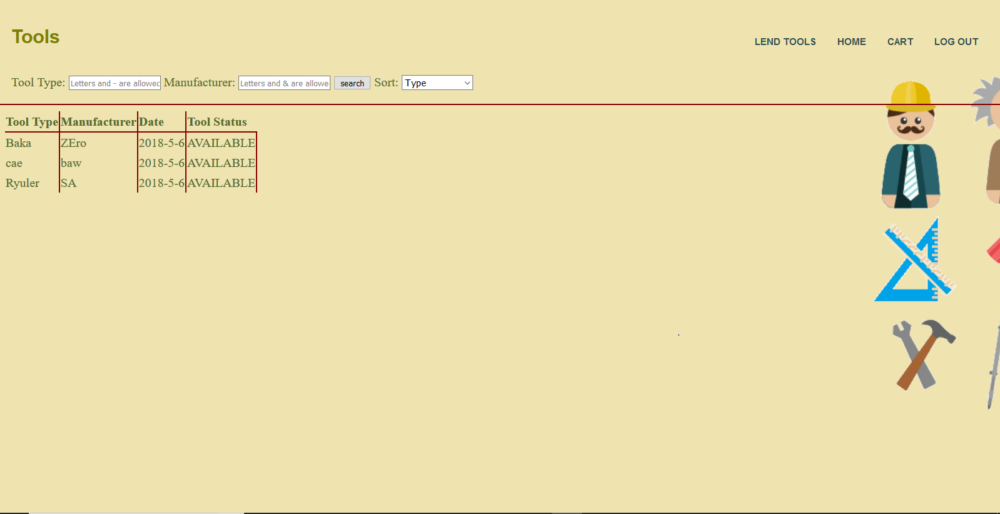 Tools
LEND TOOLS HOME CART LOG OUT
Tool Type: Letters and - are allowed Manufacturer: Letters and & are allowe search Sort: Type
Tool Type Manufacturer Date Tool Status
Baka ZEro 2018-5-6 AVAILABLE
cae baw 2018-5-6 AVAILABLE
Ryuler SA 2018-5-6 AVAILABLE